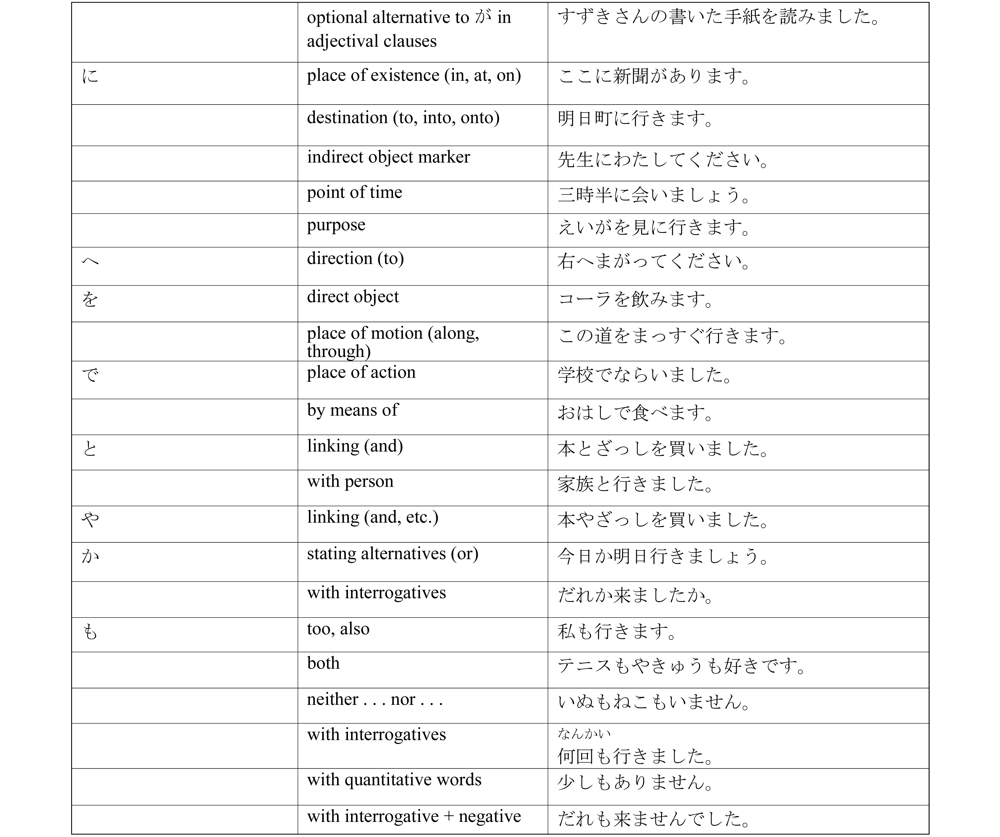 optional alternative to が in すずきさんの書いた手紙を読みました。
adjectival clauses
に place of existence (in, at, on) ここに新聞があります。
destination (to, into, onto) 明日町に行きます。
indirect object marker 先生にわたしてください。
point of time 三時半に会いましょう。
purpose えいがを見に行きます。
へ direction (to) 右へまがってください。
を direct object コーラを飲みます。
place of motion (along, この道をまっすぐ行きます。
through)
で place of action 学校でならいました。
by means of おはしで食べます。
と linking (and) 本とざっしを買いました。
with person 家族と行きました。
や linking (and, etc.) 本やざっしを買いました。
か stating alternatives (or) 今日か明日行きましょう。
with interrogatives だれか来ましたか。
も too, also 私も行きます。
both テニスもやきゅうも好きです。
neither . . . nor . . . いぬもねこもいません。
with interrogatives なんかい
何回も行きました。
with quantitative words 少しもありません。
with interrogative + negative だれも来ませんでした。